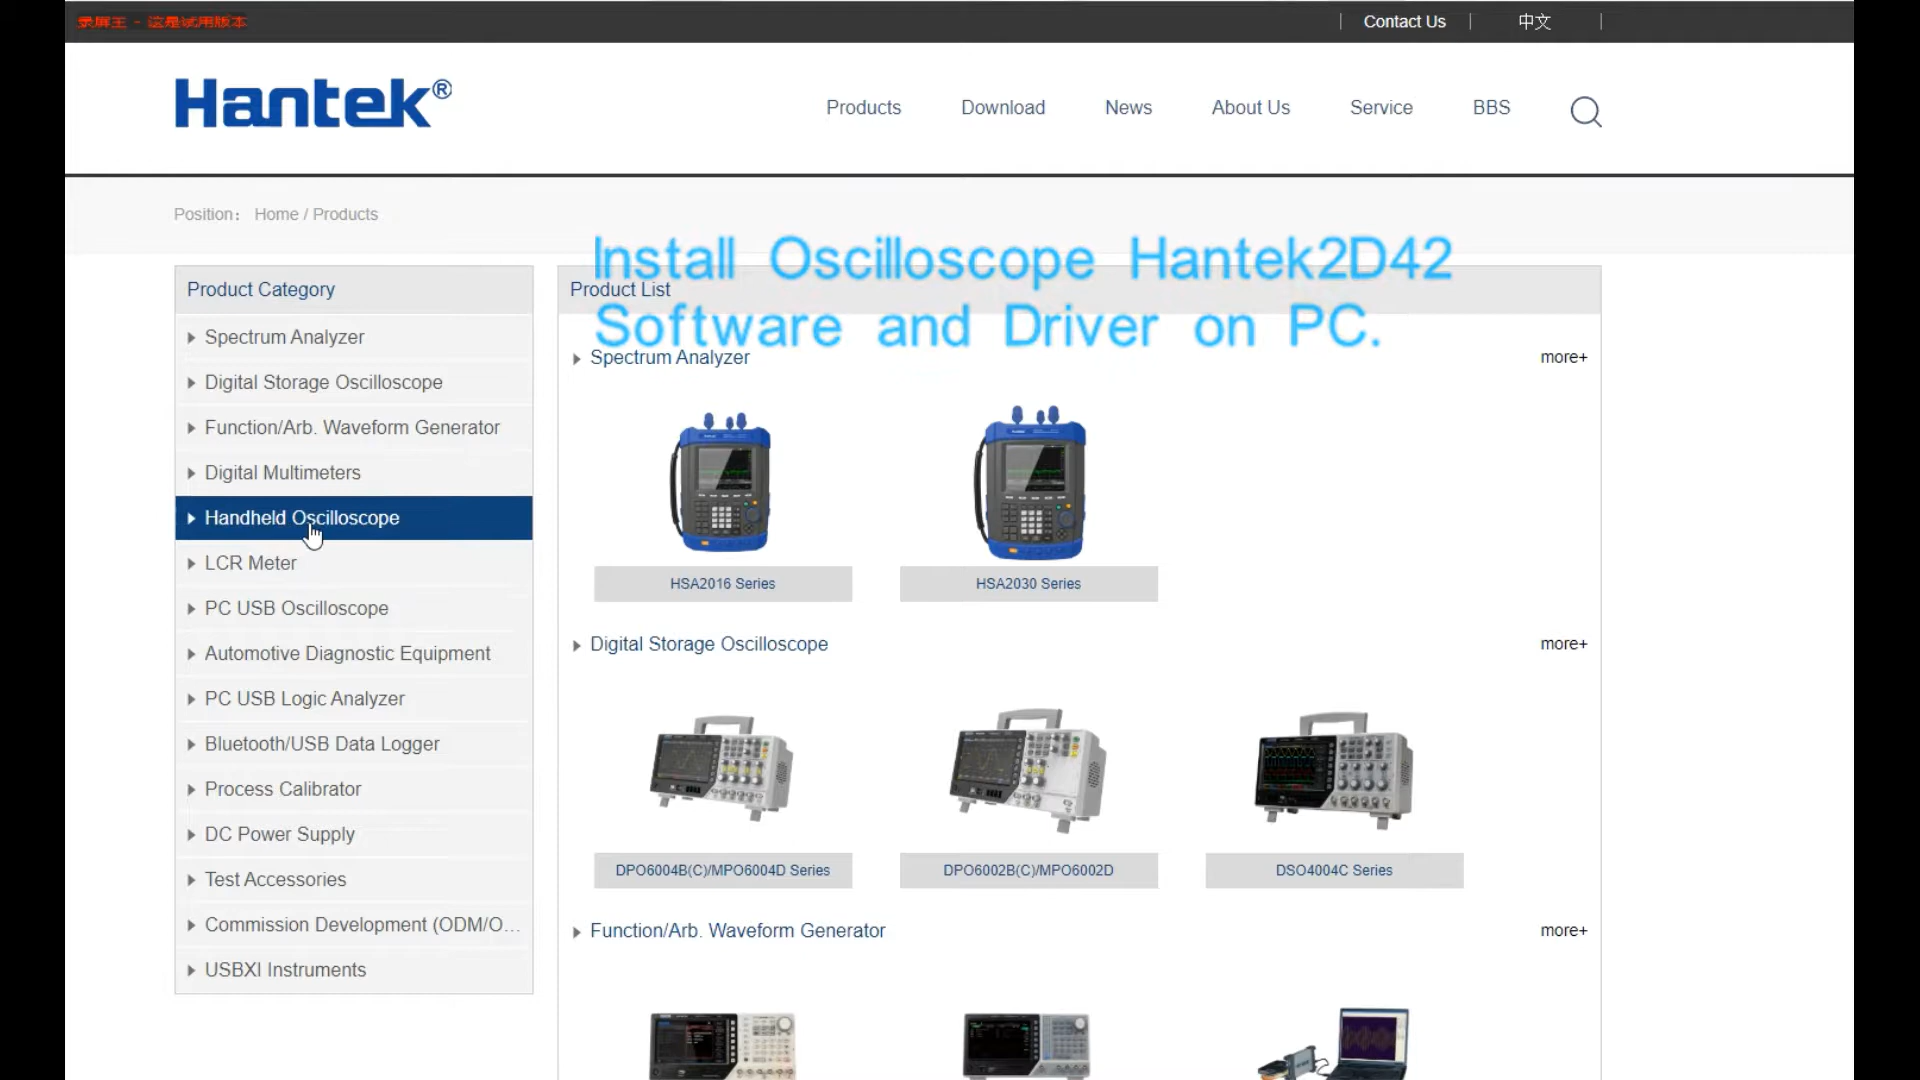 录屏王 - 这是试用版本
Contact Us
中文
Hantek®
Products
Download
News
About Us
Service
BBS
Position： Home / Products
Install Oscilloscope Hantek2D42
Software and Driver on PC.
Product Category
Spectrum Analyzer
Digital Storage Oscilloscope
Function/Arb. Waveform Generator
Digital Multimeters
Handheld Oscilloscope
LCR Meter
PC USB Oscilloscope
Automotive Diagnostic Equipment
PC USB Logic Analyzer
Bluetooth/USB Data Logger
Process Calibrator
DC Power Supply
Test Accessories
Commission Development (ODM/O...
USBXI Instruments
Product List
Spectrum Analyzer
more+
HSA2016 Series
HSA2030 Series
Digital Storage Oscilloscope
more+
DPO6004B(C)/MPO6004D Series
DPO6002B(C)/MPO6002D
DSO4004C Series
Function/Arb. Waveform Generator
more+